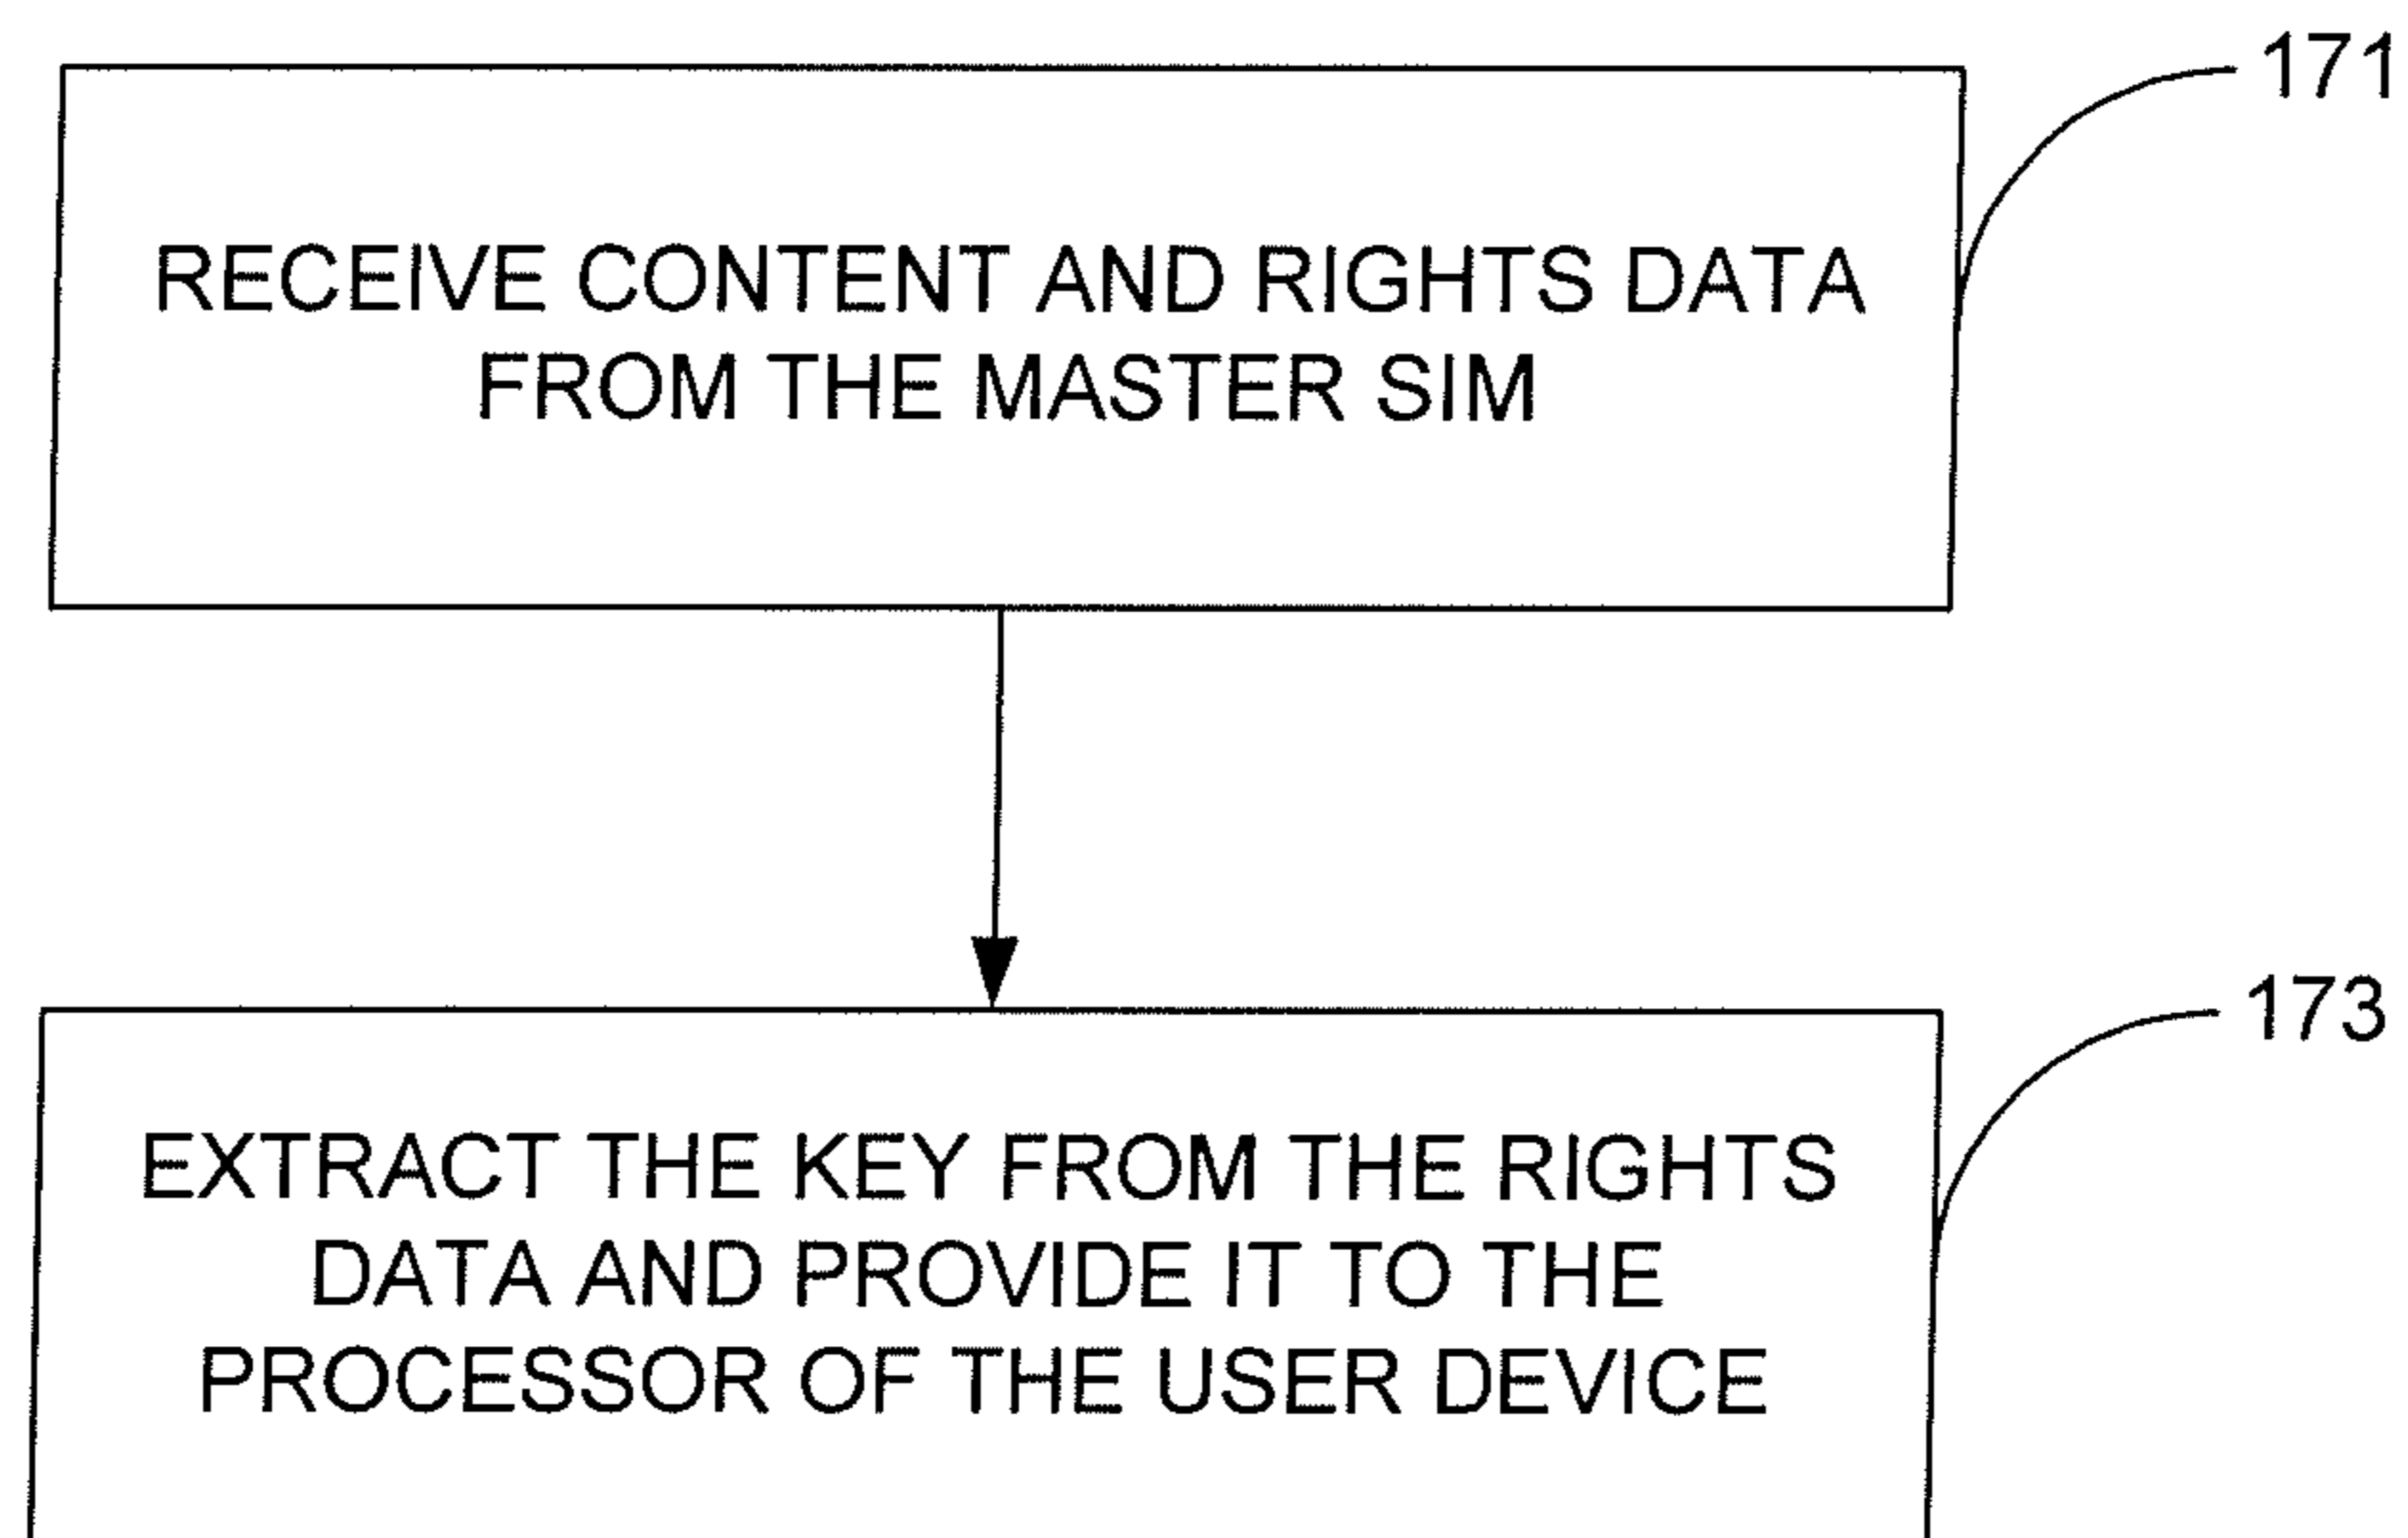 171
RECEIVE CONTENT AND RIGHTS DATA
FROM THE MASTER SIM
173
EXTRACT THE KEY FROM THE RIGHTS
DATA AND PROVIDE IT TO THE
PROCESSOR OF THE USER DEVICE